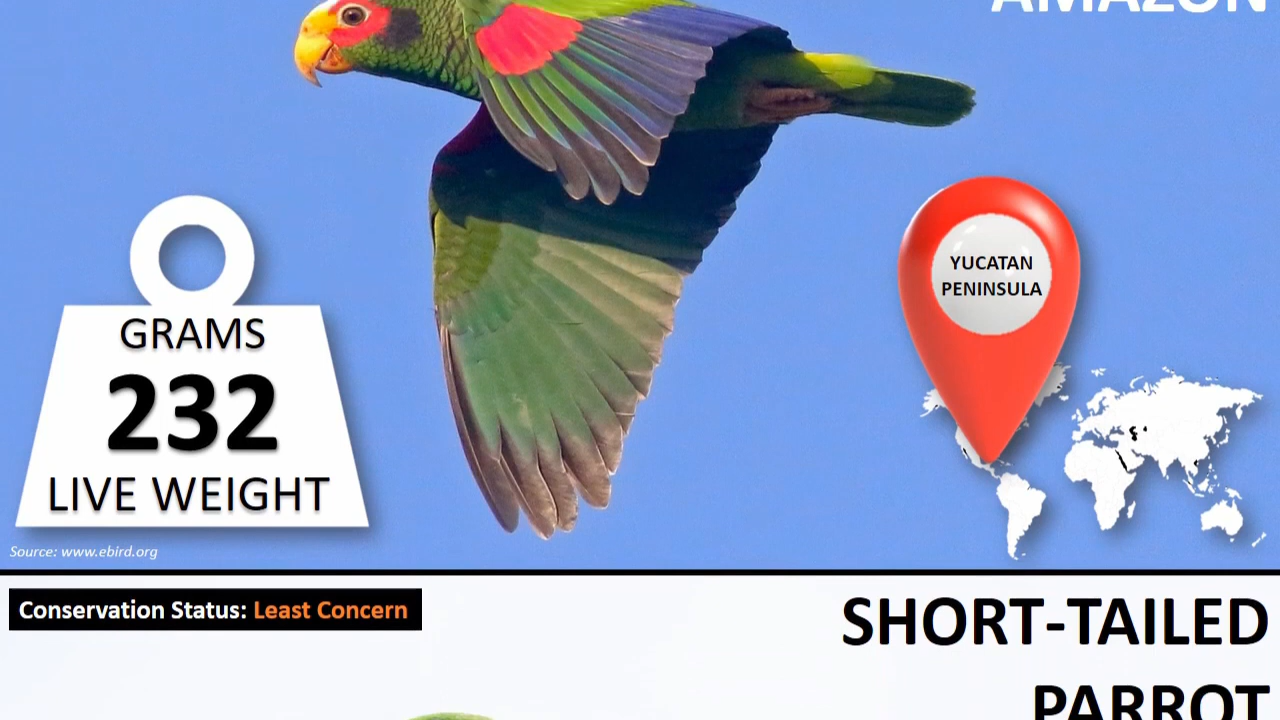 AMAZON
YUCATAN
PENINSULA
GRAMS
232
LIVE WEIGHT
Source: www.ebird.org
Conservation Status: Least Concern
SHORT-TAILED
PARROT